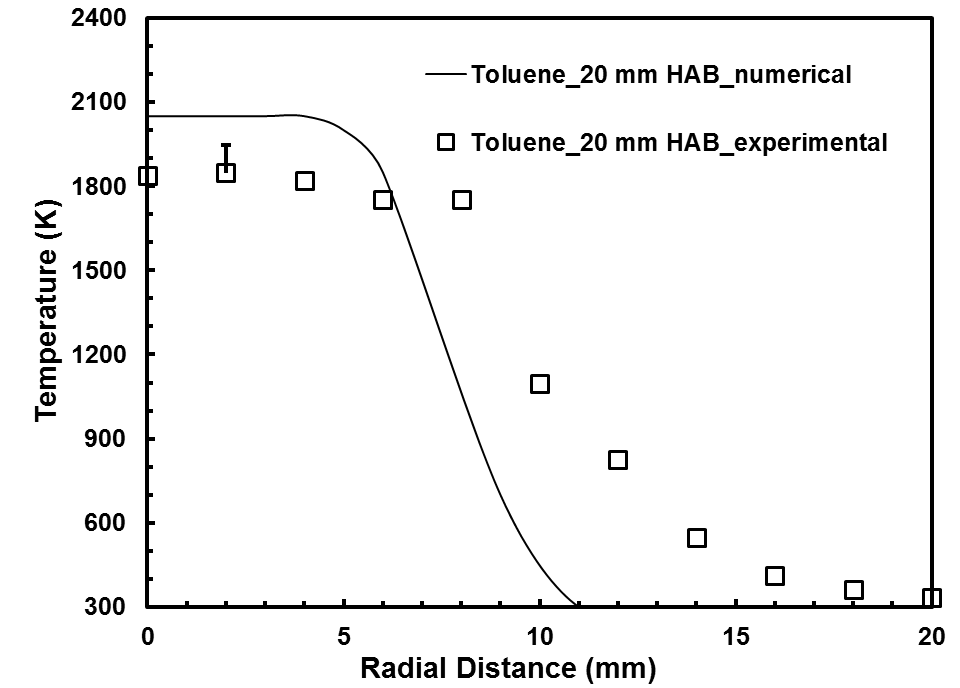 2400
2100
1800
1500
1200
900
600
300
Temperature (K)
Toluene_20 mm HAB_numerical
Toluene_20 mm HAB_experimental
0 5 10 15 20
Radial Distance (mm)